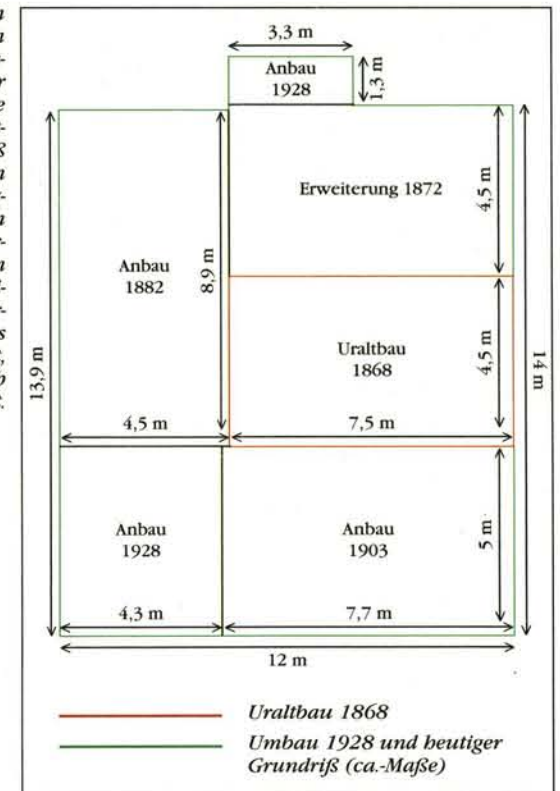 3,3 m
Anbau
1928
1,3 m
Erweiterung 1872
4,5 m
Anbau
1882
8,9 m
13,9 m
Uraltbau
1868
4,5 m
14 m
4,5 m
7,5 m
Anbau
1928
Anbau
1903
5 m
4,3 m
7,7 m
12 m
Uraltbau 1868
Umbau 1928 und heutiger
Grundriß (ca.-Maße)